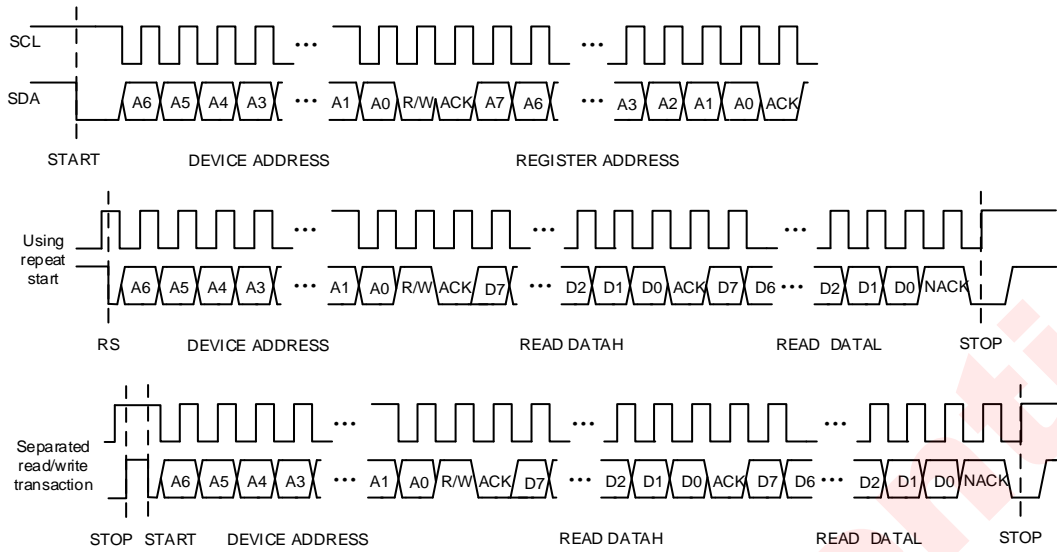 SCL ... ...
SDA A6 A5 A4 A3 ... A1 A0 R/W ACK A7 A6 ... A3 A2 A1 A0 ACK
START DEVICE ADDRESS REGISTER ADDRESS
... ... ...
Using
repeat
start
A6 A5 A4 A3 ... A1 A0 R/W ACK D7 ... D2 D1 D0 ACK D7 D6 ... D2 D1 D0 NACK
RS DEVICE ADDRESS READ DATAH READ DATAL STOP
... ... ...
Separated
read/write
transaction
A6 A5 A4 A3 ... A1 A0 R/W ACK D7 ... D2 D1 D0 ACK D7 D6 ... D2 D1 D0 NACK
STOP START DEVICE ADDRESS READ DATAH READ DATAL STOP